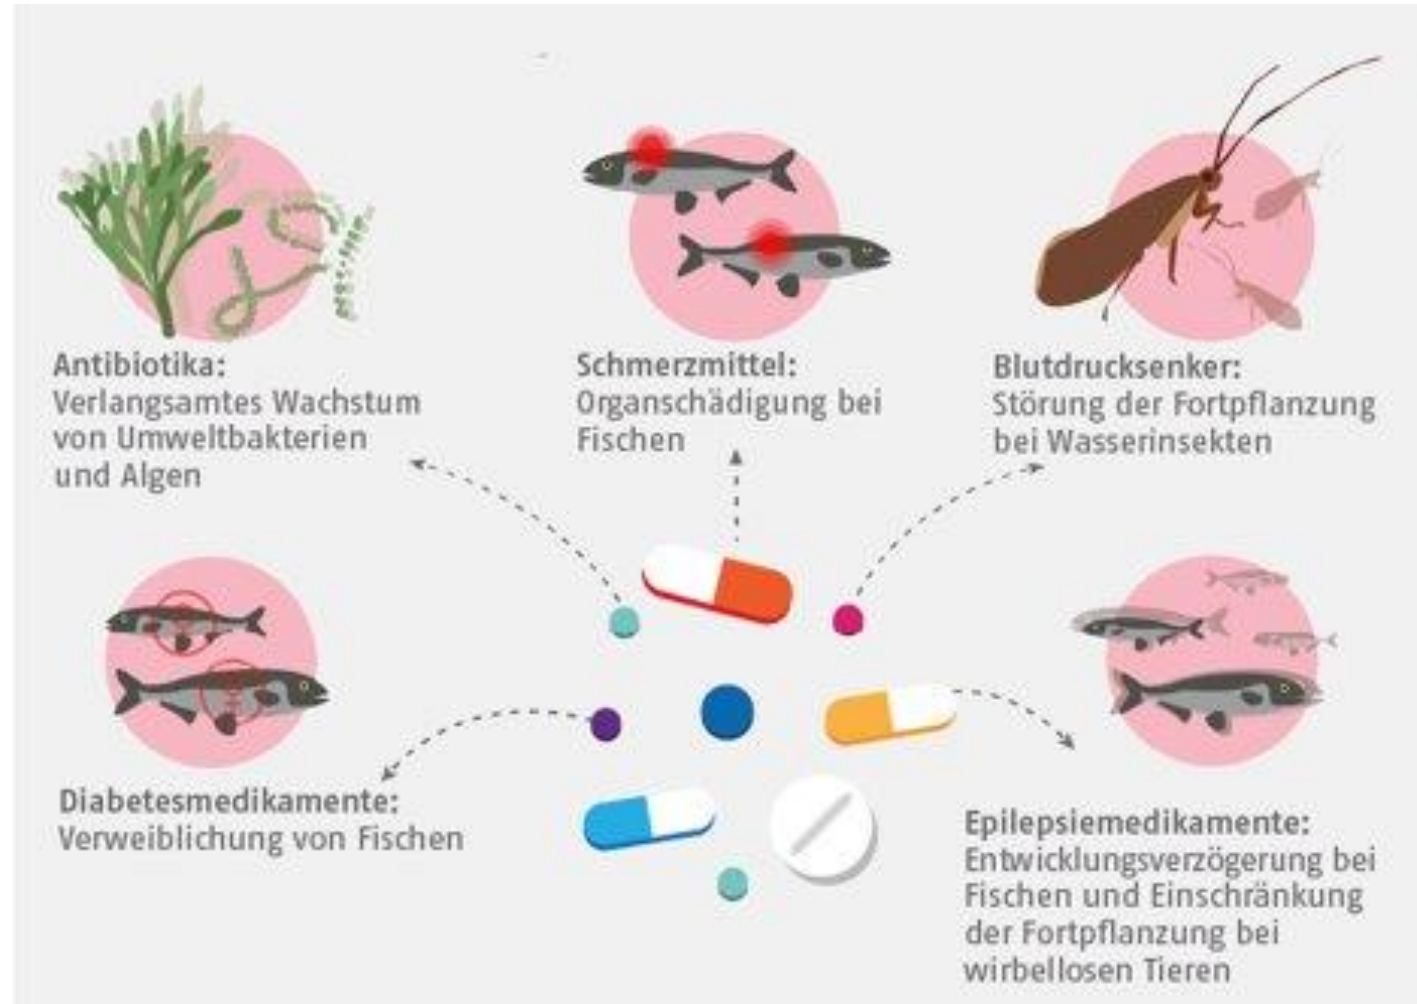 Antibiotika:
Verlangsamtes Wachstum
von Umweltbakterien
und Algen
Schmerzmittel:
Organschädigung bei
Fischen
Blutdrucksenker:
Störung der Fortpflanzung
bei Wasserinsekten
Diabetesmedikamente:
Verweiblichung von Fischen
Epilepsiemedikamente:
Entwicklungsverzögerung bei
Fischen und Einschränkung
der Fortpflanzung bei
wirbellosen Tieren